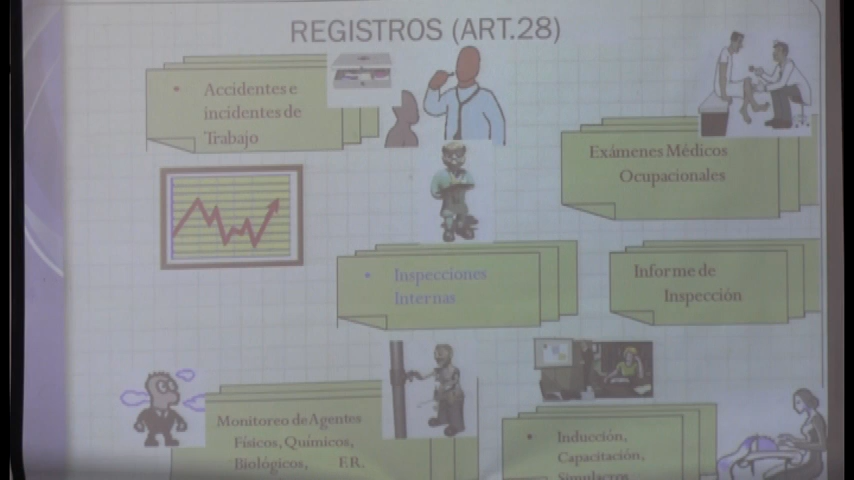 REGISTROS (ART.28)
• Accidentes e
incidentes de
Trabajo
Exámenes Médicos
Ocupacionales
• Inspecciones
Internas
Informe de
Inspección
Monitoreo de Agentes
Físicos, Químicos,
Biológicos, F.R.
• Inducción,
Capacitación,
Simulacros